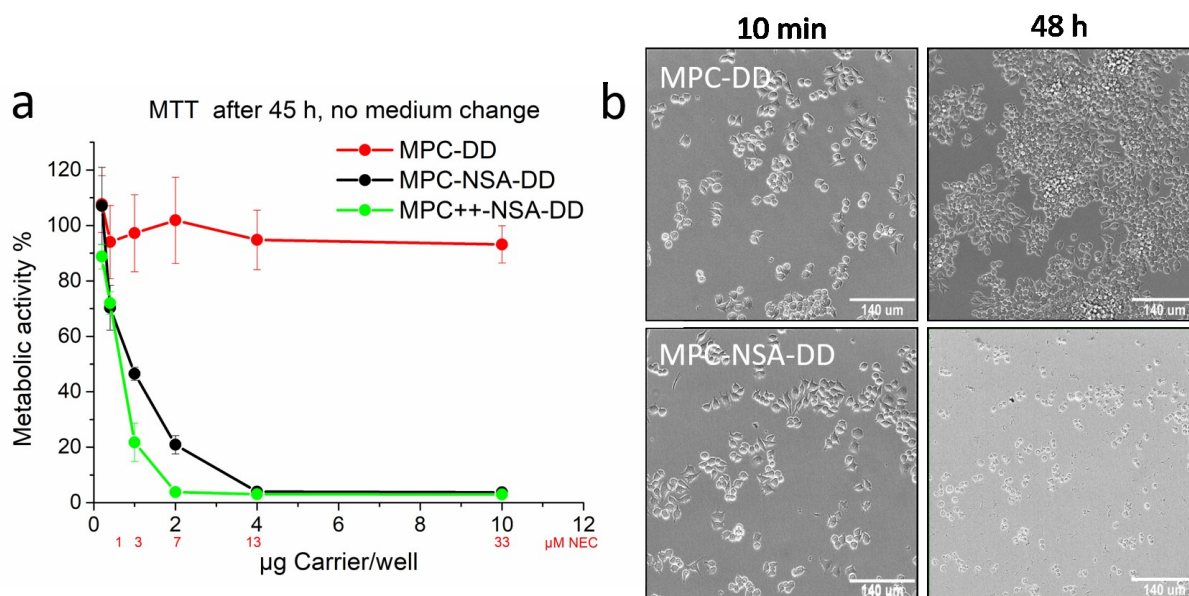 a
MTT after 45 h, no medium change
MPC-DD
MPC-NSA-DD
MPC++-NSA-DD
Metabolic activity %
120
100
80
60
40
20
0
0 2 4 6 8 10 12
1 3 7 13 33 µM NEC
µg Carrier/well
b
10 min 48 h
MPC-DD
140 um 140 um
MPC-NSA-DD
140 um 140 um